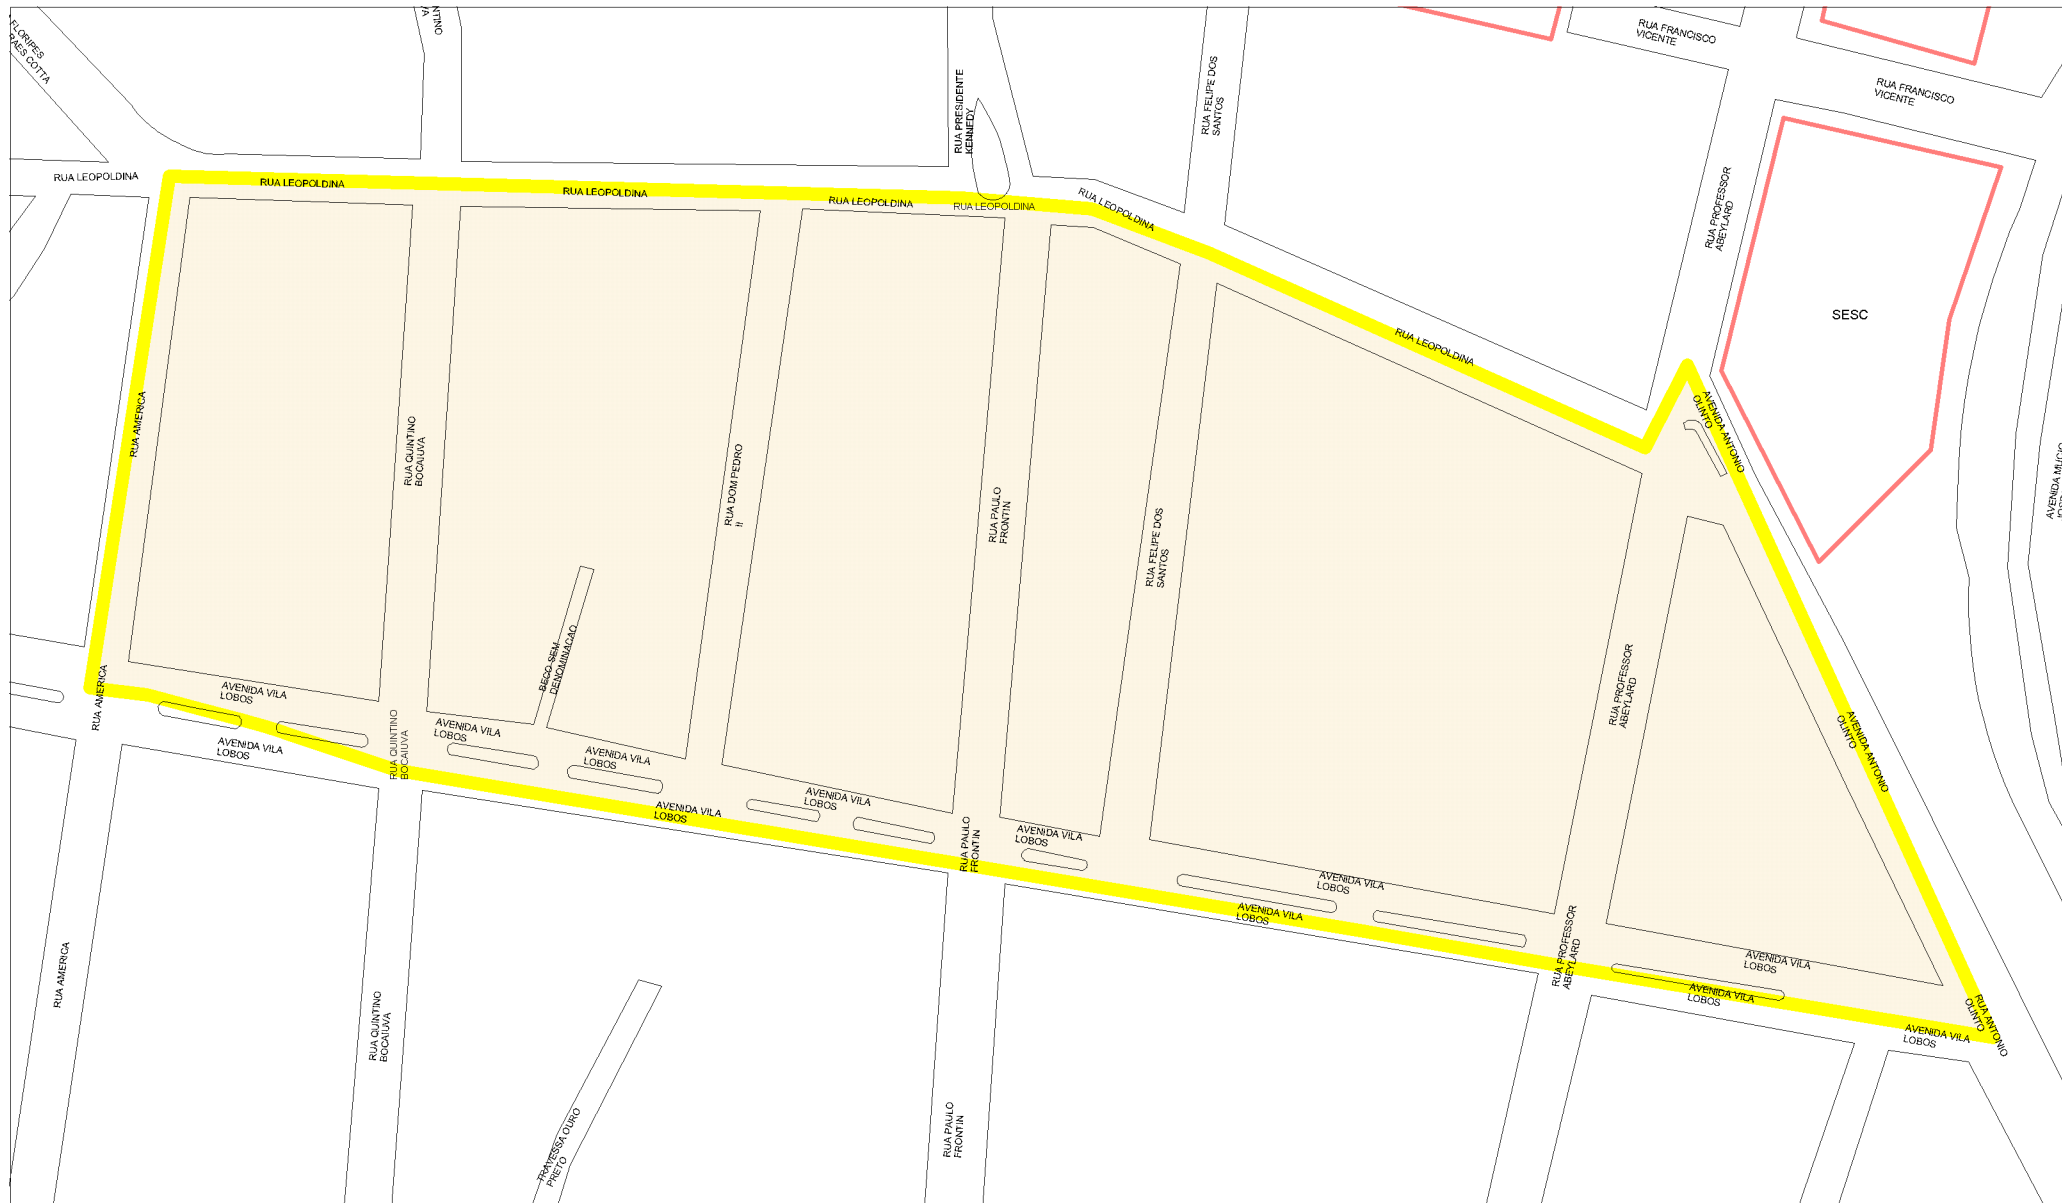 FLORIPES
RAES COTTA
NTINO
VA
RUA PRESIDENTE
KENNEDY
RUA FELIPE DOS
SANTOS
RUA FRANCISCO
VICENTE
RUA FRANCISCO
VICENTE
RUA LEOPOLDINA
RUA LEOPOLDINA
RUA LEOPOLDINA
RUA LEOPOLDINA
RUA LEOPOLDINA
RUA LEOPOLDINA
RUA PROFESSOR
ABEYLARD
SESC
RUA LEOPOLDINA
RUA AMERICA
RUA QUINTINO
BOCAIUVA
RUA DOM PEDRO
II
RUA PAULO
FRONTIN
RUA FELIPE DOS
SANTOS
AVENIDA ANTONIO
OLINTO
AVENIDA MUCIO
JOSE
BECO SEM
DENOMINACAO
RUA PROFESSOR
ABEYLARD
RUA AMERICA
AVENIDA VILA
LOBOS
AVENIDA VILA
LOBOS
RUA QUINTINO
BOCAIUVA
AVENIDA VILA
LOBOS
AVENIDA VILA
LOBOS
AVENIDA VILA
LOBOS
AVENIDA VILA
LOBOS
RUA PAULO
FRONTIN
AVENIDA VILA
LOBOS
AVENIDA VILA
LOBOS
AVENIDA VILA
LOBOS
AVENIDA ANTONIO
OLINTO
RUA PROFESSOR
ABEYLARD
AVENIDA VILA
LOBOS
AVENIDA VILA
LOBOS
AVENIDA VILA
LOBOS
RUA ANTONIO
OLINTO
RUA AMERICA
RUA QUINTINO
BOCAIUVA
TRAVESSA OURO
PRETO
RUA PAULO
FRONTIN